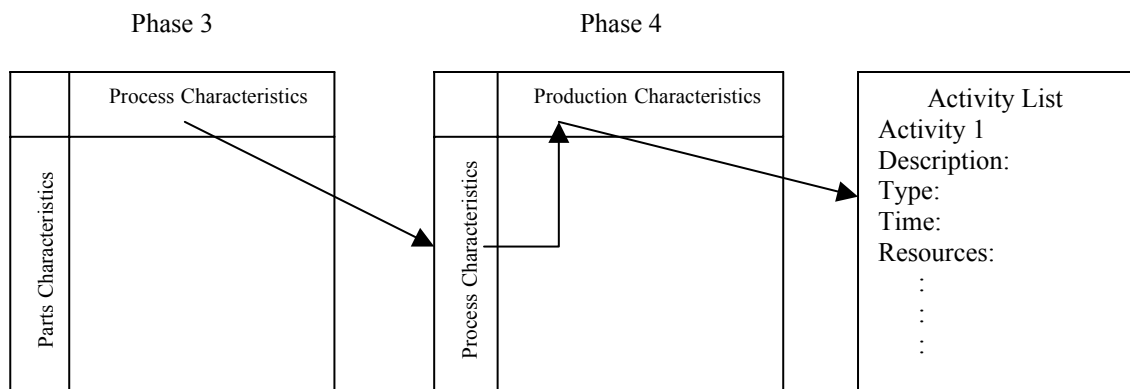 Phase 3
Phase 4
Process Characteristics
Parts Characteristics
Production Characteristics
Process Characteristics
Activity List
Activity 1
Description:
Type:
Time:
Resources:
:
:
: